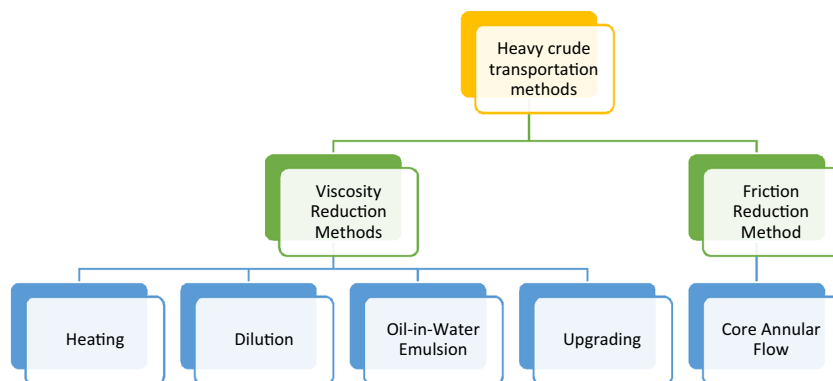 Heavy crude
transportation
methods
Viscosity
Reduction
Methods
Friction
Reduction
Method
Heating
Dilution
Oil-in-Water
Emulsion
Upgrading
Core Annular
Flow